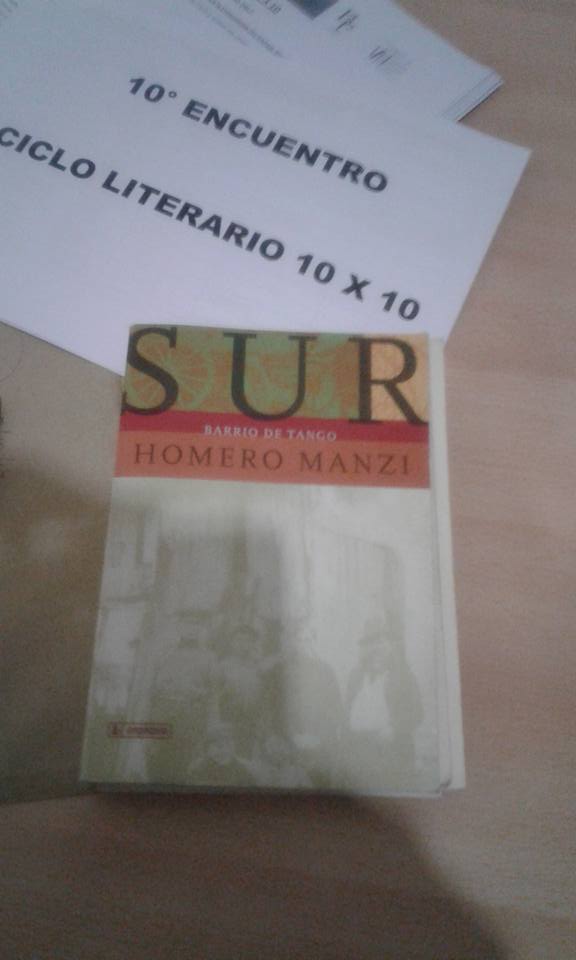 10° ENCUENTRO
CICLO LITERARIO 10 X 10
SUR
BARRIO DE TANGO
HOMERO MANZI